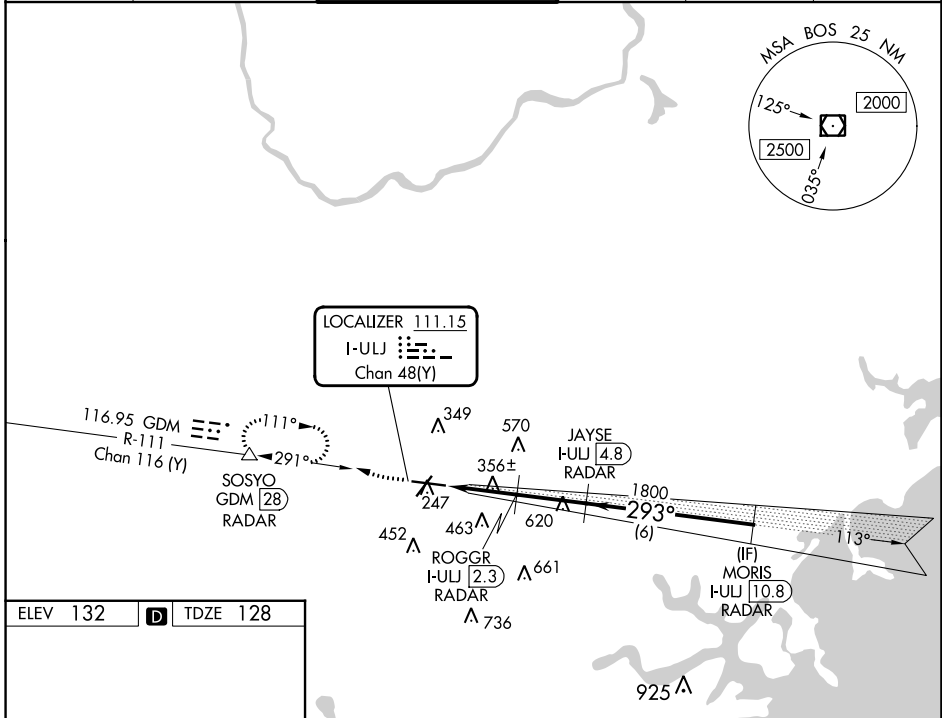 MSA BOS 25 NM
125°
2000
2500
035°
LOCALIZER 111.15
I-ULJ
Chan 48(Y)
116.95 GDM
R-111
Chan 116 (Y)
111°
291°
SOSYO
GDM 28
RADAR
349
570
356±
247
452
463
620
661
736
925
JAYSE
I-ULJ 4.8
RADAR
1800
293°
(6)
113°
ROGGR
I-ULJ 2.3
RADAR
(IF)
MORIS
I-ULJ 10.8
RADAR
ELEV 132 D TDZE 128